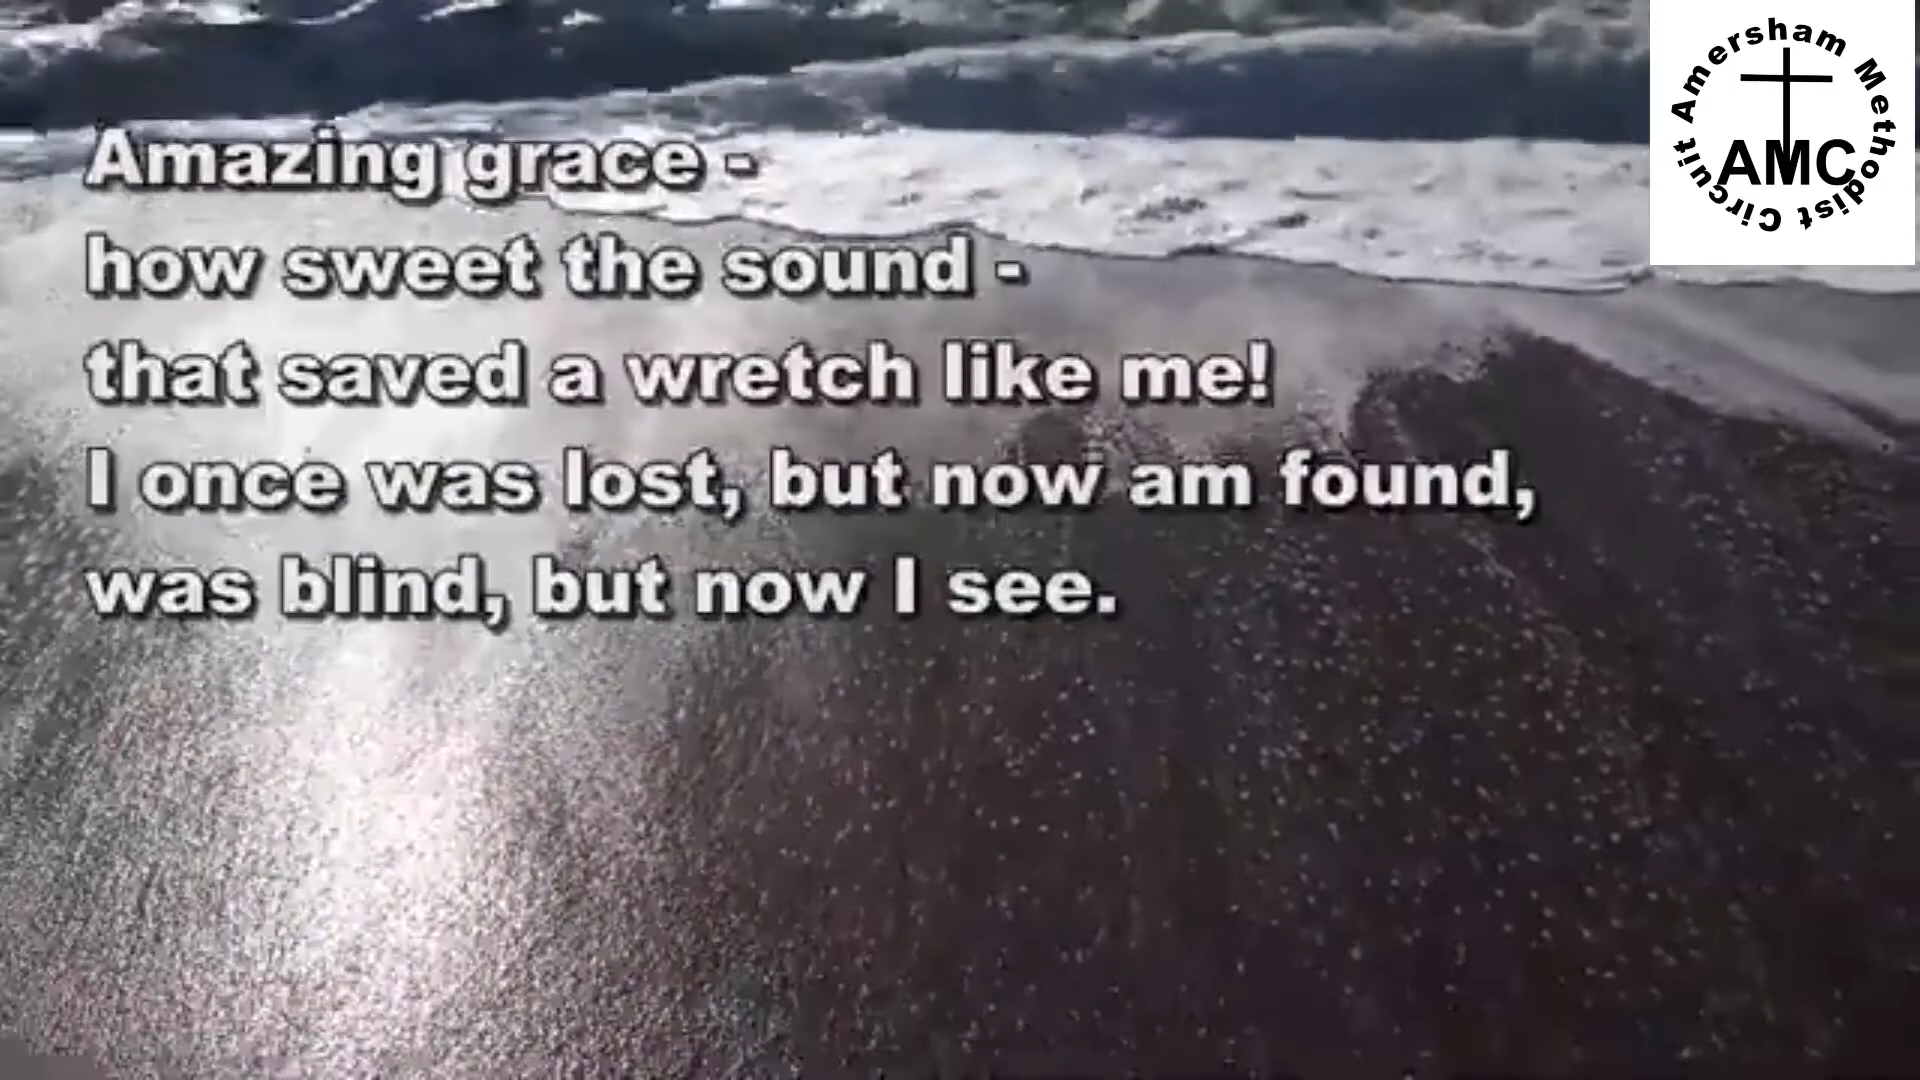 Amazing grace -
how sweet the sound -
that saved a wretch like me!
I once was lost, but now am found,
was blind, but now I see.
Amersham Methodist Circuit
AMC